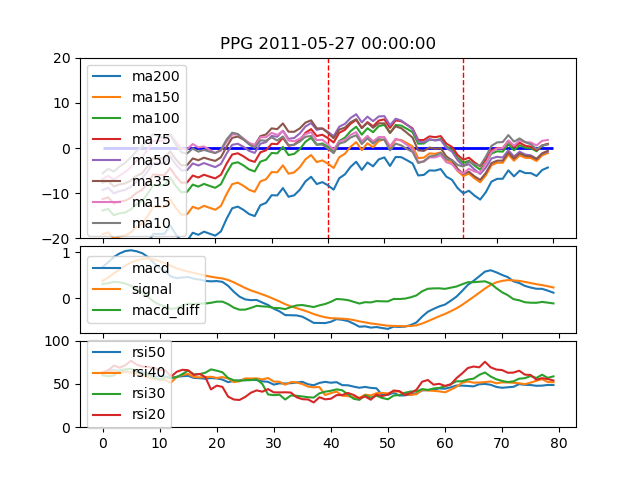 PPG 2011-05-27 00:00:00
20
10
0
−10
−20
ma200
ma150
ma100
ma75
ma50
ma35
ma15
ma10
1
0
macd
signal
macd_diff
100
50
0
rsi50
rsi40
rsi30
rsi20
0 10 20 30 40 50 60 70 80